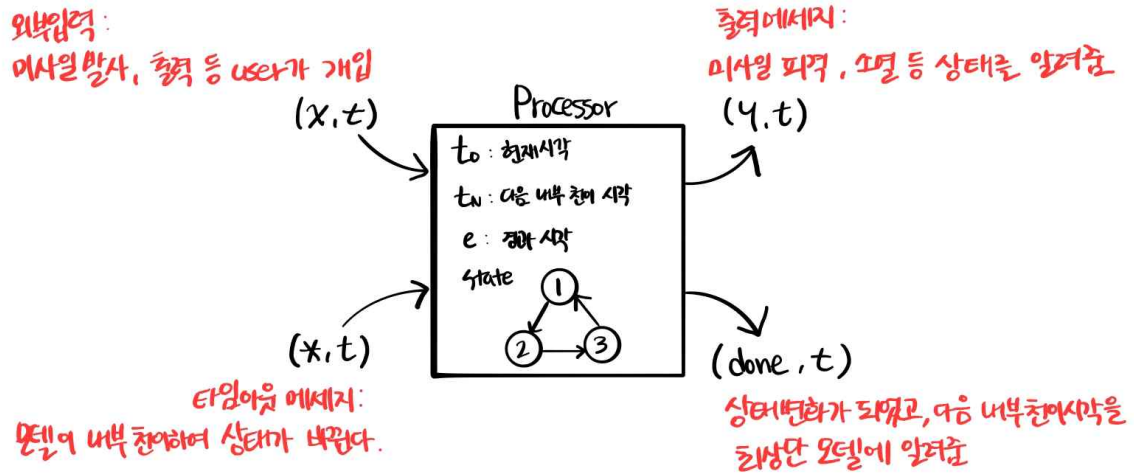 외부입력:
미사일 발사, 출력 등 user가 개입
(x,t)
출력메세지:
미사일 피격, 소멸 등 상태를 알려줌
(y,t)
Processor
t₀ : 현재시각
t_N : 다음 내부 천이 시각
e : 경과 시각
state
1
2
3
(*,t)
타임아웃 메세지:
모델이 내부 천이하여 상태가 바뀐다.
(done, t)
상태변화가 되었고, 다음 내부천이시각을
최상단 모델에 알려줌